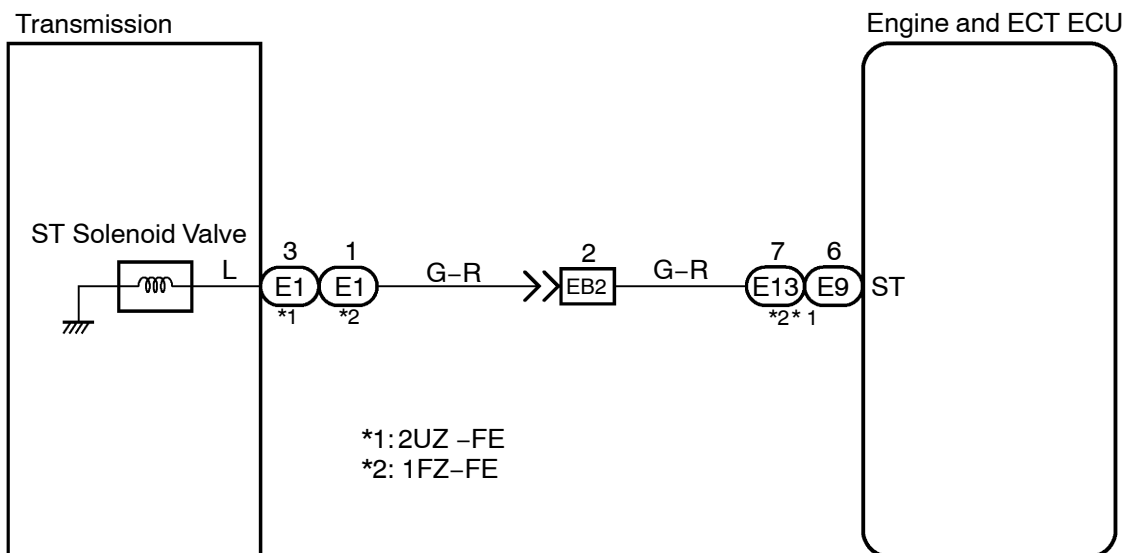 Transmission
Engine and ECT ECU
ST Solenoid Valve
L
3
1
G–R
2
G–R
7
6
E1
E1
EB2
E13
E9
ST
*1
*2
*2* 1
*1: 2UZ –FE
*2: 1FZ–FE